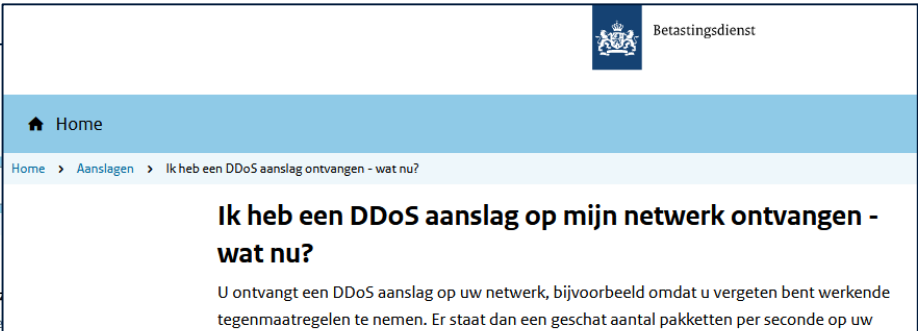 Betastingsdienst
Home
Home > Aanslagen > Ik heb een DDoS aanslag ontvangen - wat nu?
Ik heb een DDoS aanslag op mijn netwerk ontvangen -
wat nu?
U ontvangt een DDoS aanslag op uw netwerk, bijvoorbeeld omdat u vergeten bent werkende
tegenmaatregelen te nemen. Er staat dan een geschat aantal pakketten per seconde op uw